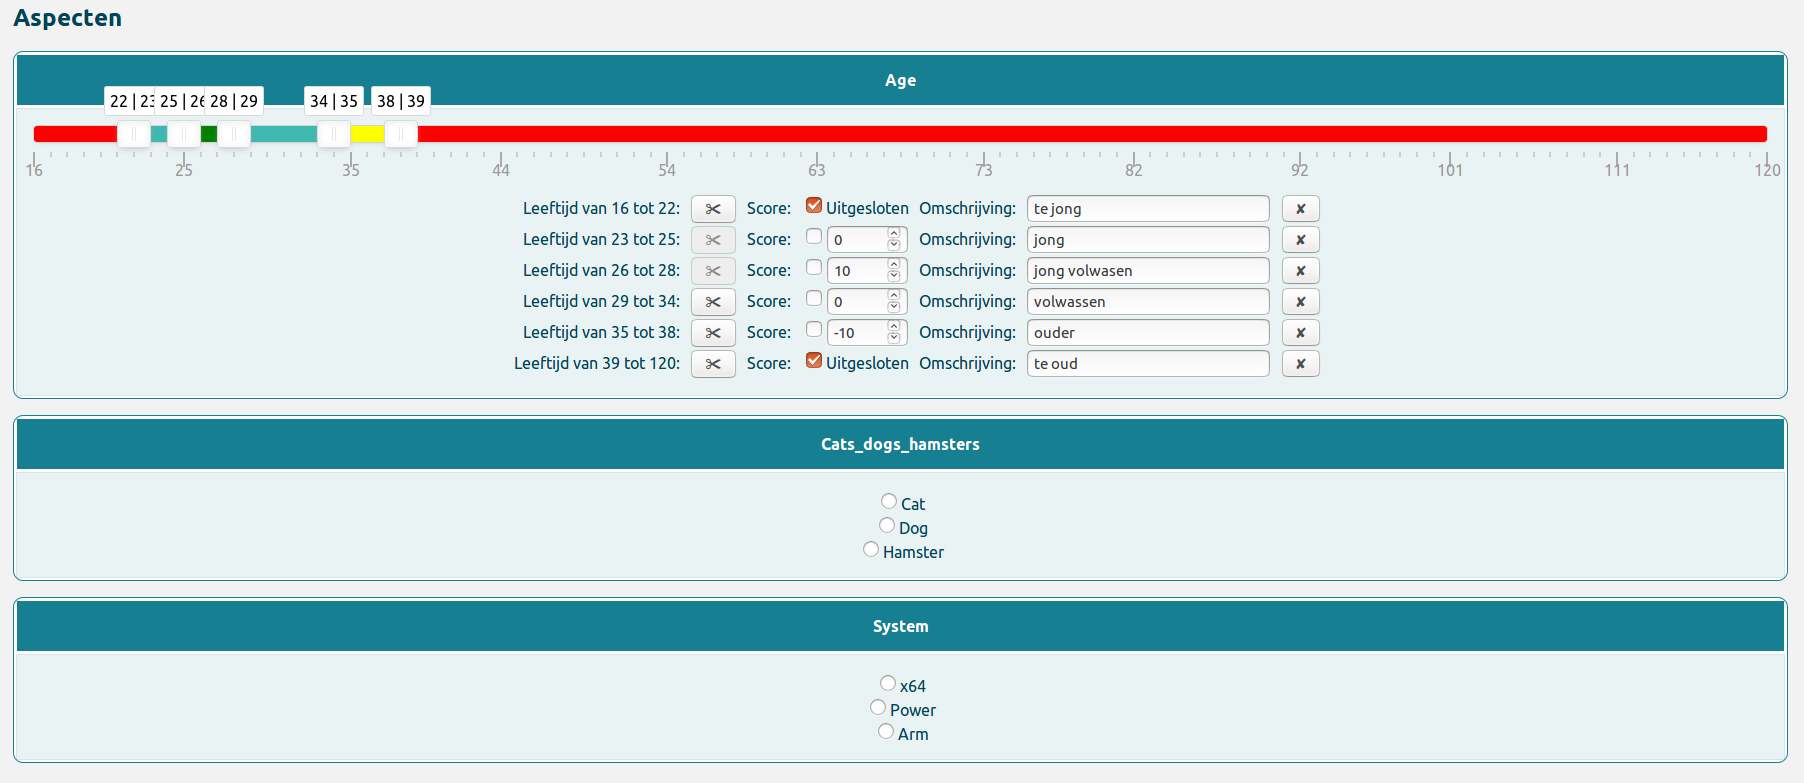 Aspecten
Age
22 | 23 25 | 26 28 | 29 34 | 35 38 | 39
16 25 35 44 54 63 73 82 92 101 111 120
Leeftijd van 16 tot 22: Score: Uitgesloten Omschrijving: te jong
Leeftijd van 23 tot 25: Score: 0 Omschrijving: jong
Leeftijd van 26 tot 28: Score: 10 Omschrijving: jong volwasen
Leeftijd van 29 tot 34: Score: 0 Omschrijving: volwassen
Leeftijd van 35 tot 38: Score: -10 Omschrijving: ouder
Leeftijd van 39 tot 120: Score: Uitgesloten Omschrijving: te oud
Cats_dogs_hamsters
Cat
Dog
Hamster
System
x64
Power
Arm